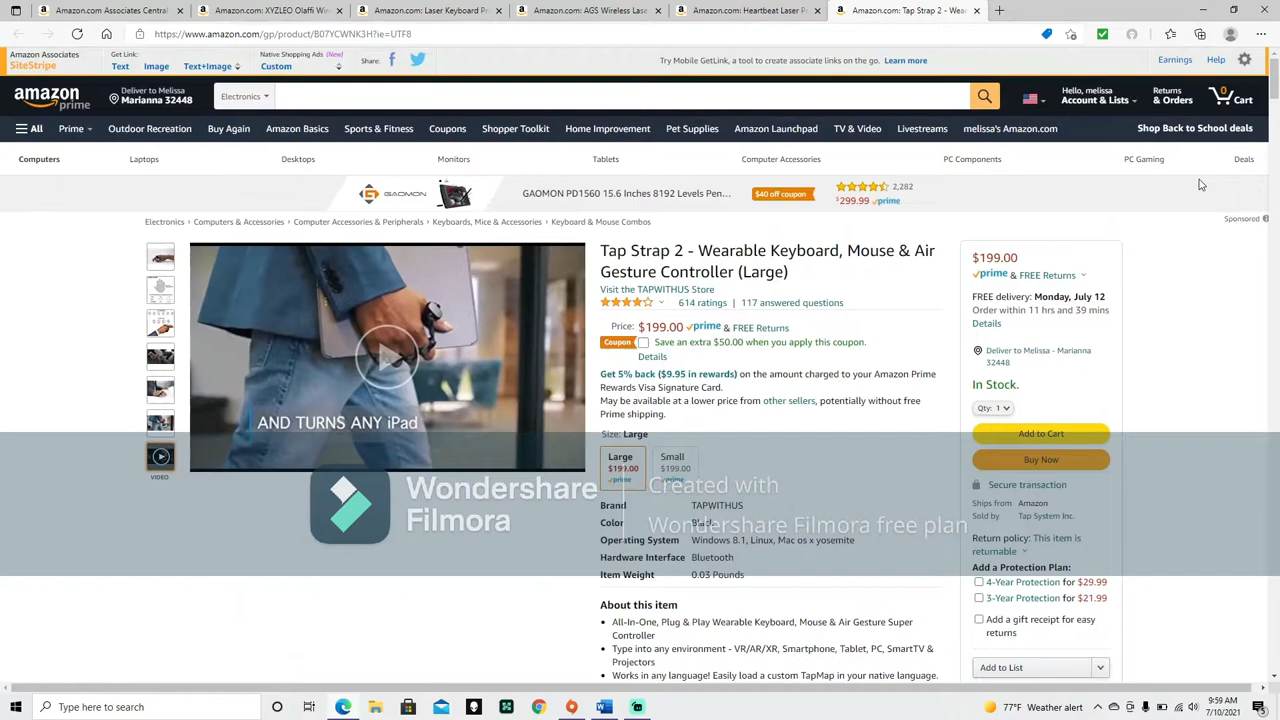 amazon.com: Associates Central
amazon.com: XYZLEO Olaffi Wire
amazon.com: Laser Keyboard Pr
amazon.com: AGS Wireless Lase
amazon.com: Heartbeat Laser Po
amazon.com: Tap Strap 2 - Wear
https://www.amazon.com/gp/product/B07YCWNK3H?ie=UTF8
Amazon Associates
SiteStripe
Get Link:
Text Image Text+Image
Native Shopping Ads (New)
Custom
Share:
Try Mobile GetLink, a tool to create associate links on the go. Learn more
Earnings Help
amazon
prime
Deliver to Melissa
Marianna 32448
Electronics
Hello, melissa
Account & Lists
Returns
& Orders
0
Cart
All Prime Outdoor Recreation Buy Again Amazon Basics Sports & Fitness Coupons Shopper Toolkit Home Improvement Pet Supplies Amazon Launchpad TV & Video Livestreams melissa's Amazon.com Shop Back to School deals
Computers Laptops Desktops Monitors Tablets Computer Accessories PC Components PC Gaming Deals
GAOMON GAOMON PD1560 15.6 Inches 8192 Levels Pen... $40 off coupon 2,282
$299.99 prime
Sponsored
Electronics › Computers & Accessories › Computer Accessories & Peripherals › Keyboards, Mice & Accessories › Keyboard & Mouse Combos
VIDEO
AND TURNS ANY iPad
Tap Strap 2 - Wearable Keyboard, Mouse & Air
Gesture Controller (Large)
Visit the TAPWITHUS Store
614 ratings | 117 answered questions
Price: $199.00 prime & FREE Returns
Coupon Save an extra $50.00 when you apply this coupon.
Details
Get 5% back ($9.95 in rewards) on the amount charged to your Amazon Prime
Rewards Visa Signature Card.
May be available at a lower price from other sellers, potentially without free
Prime shipping.
Size: Large
Large
$199.00
prime
Small
$199.00
prime
Brand TAPWITHUS
Color Black
Operating System Windows 8.1, Linux, Mac os x yosemite
Hardware Interface Bluetooth
Item Weight 0.03 Pounds
About this item
• All-In-One, Plug & Play Wearable Keyboard, Mouse & Air Gesture Super
Controller
• Type into any environment - VR/AR/XR, Smartphone, Tablet, PC, SmartTV &
Projectors
• Works in any language! Easily load a custom TapMap in your native language.
$199.00
prime & FREE Returns
FREE delivery: Monday, July 12
Order within 11 hrs and 39 mins
Details
Deliver to Melissa - Marianna
32448
In Stock.
Qty: 1
Add to Cart
Buy Now
Secure transaction
Ships from Amazon
Sold by Tap System Inc.
Return policy: This item is
returnable
Add a Protection Plan:
4-Year Protection for $29.99
3-Year Protection for $21.99
Add a gift receipt for easy
returns
Add to List
Wondershare
Filmora
Created with
Wondershare Filmora free plan
Type here to search
77°F Weather alert
9:59 AM
7/10/2021